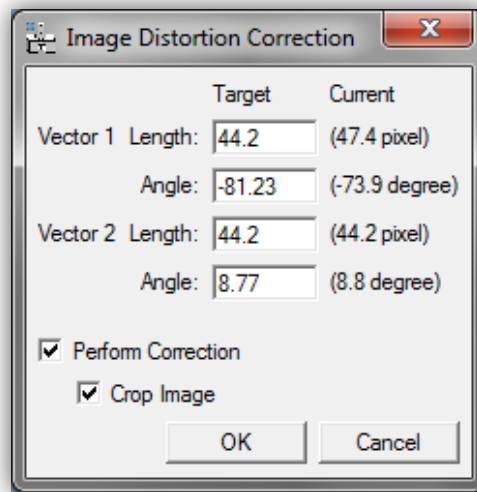 Image Distortion Correction
Target Current
Vector 1 Length: 44.2 (47.4 pixel)
Angle: -81.23 (-73.9 degree)
Vector 2 Length: 44.2 (44.2 pixel)
Angle: 8.77 (8.8 degree)
Perform Correction
Crop Image
OK Cancel